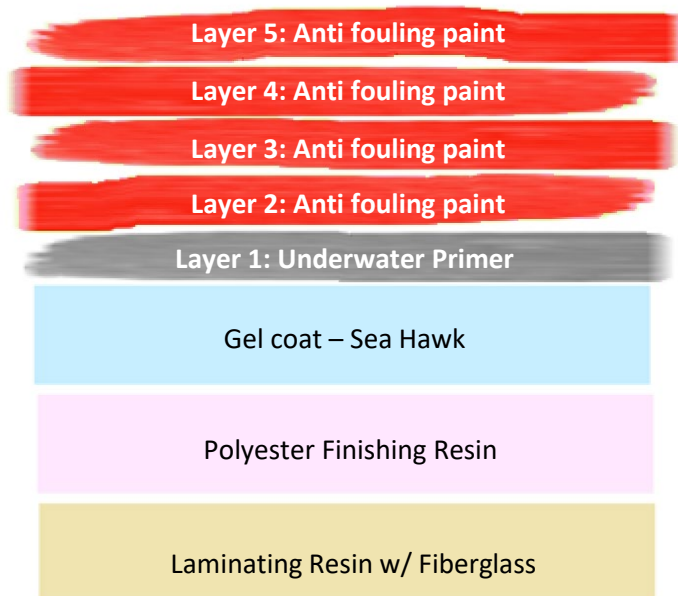 Layer 5: Anti fouling paint
Layer 4: Anti fouling paint
Layer 3: Anti fouling paint
Layer 2: Anti fouling paint
Layer 1: Underwater Primer
Gel coat – Sea Hawk
Polyester Finishing Resin
Laminating Resin w/ Fiberglass